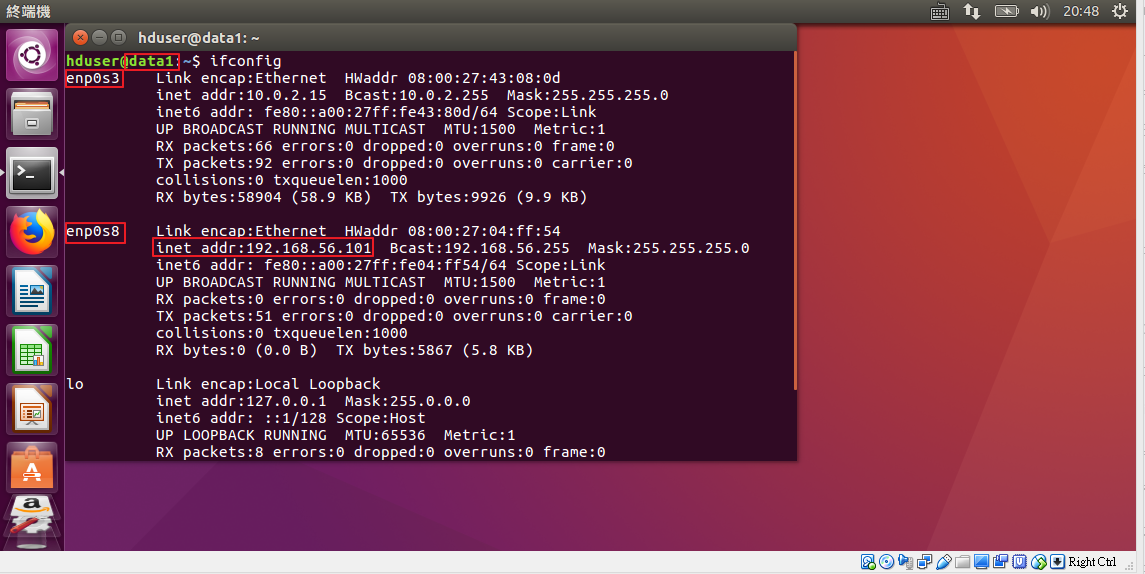 終端機
20:48
hduser@data1: ~
hduser@data1:~$ ifconfig
enp0s3    Link encap:Ethernet  HWaddr 08:00:27:43:08:0d
          inet addr:10.0.2.15  Bcast:10.0.2.255  Mask:255.255.255.0
          inet6 addr: fe80::a00:27ff:fe43:80d/64 Scope:Link
          UP BROADCAST RUNNING MULTICAST  MTU:1500  Metric:1
          RX packets:66 errors:0 dropped:0 overruns:0 frame:0
          TX packets:92 errors:0 dropped:0 overruns:0 carrier:0
          collisions:0 txqueuelen:1000
          RX bytes:58904 (58.9 KB)  TX bytes:9926 (9.9 KB)
enp0s8    Link encap:Ethernet  HWaddr 08:00:27:04:ff:54
          inet addr:192.168.56.101  Bcast:192.168.56.255  Mask:255.255.255.0
          inet6 addr: fe80::a00:27ff:fe04:ff54/64 Scope:Link
          UP BROADCAST RUNNING MULTICAST  MTU:1500  Metric:1
          RX packets:0 errors:0 dropped:0 overruns:0 frame:0
          TX packets:51 errors:0 dropped:0 overruns:0 carrier:0
          collisions:0 txqueuelen:1000
          RX bytes:0 (0.0 B)  TX bytes:5867 (5.8 KB)
lo        Link encap:Local Loopback
          inet addr:127.0.0.1  Mask:255.0.0.0
          inet6 addr: ::1/128 Scope:Host
          UP LOOPBACK RUNNING  MTU:65536  Metric:1
          RX packets:8 errors:0 dropped:0 overruns:0 frame:0
Right Ctrl